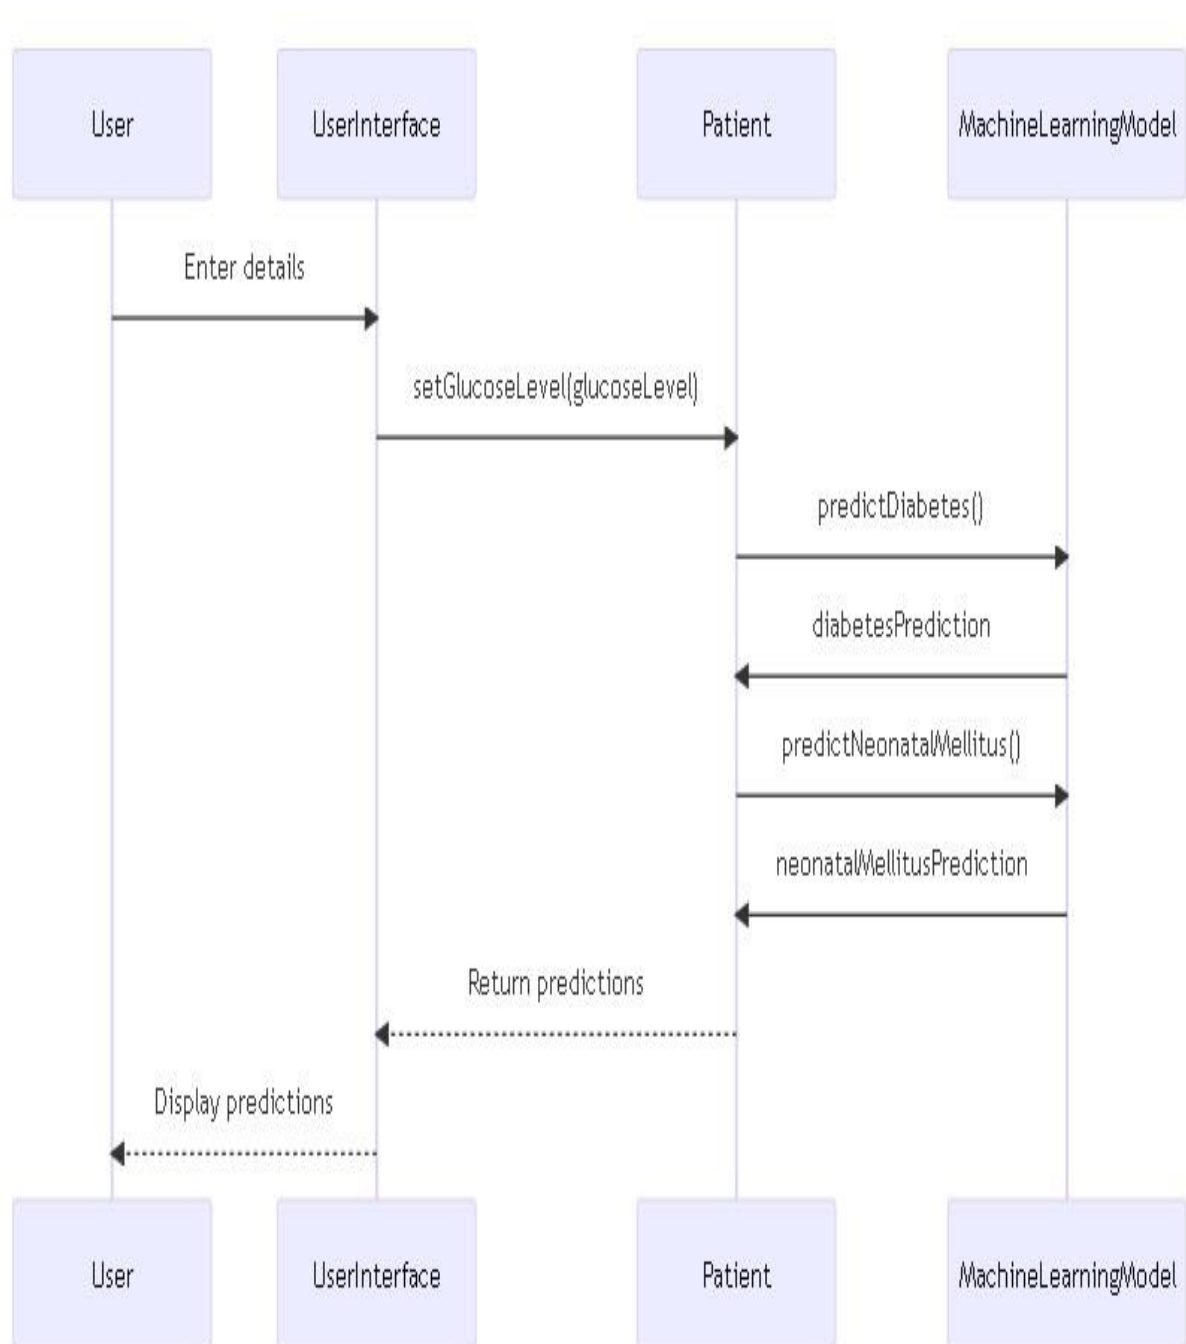 User
UserInterface
Patient
MachineLearningModel
Enter details
setGlucoseLevel(glucoseLevel)
predictDiabetes()
diabetesPrediction
predictNeonatalMellitus()
neonatalMellitusPrediction
Return predictions
Display predictions
User
UserInterface
Patient
MachineLearningModel